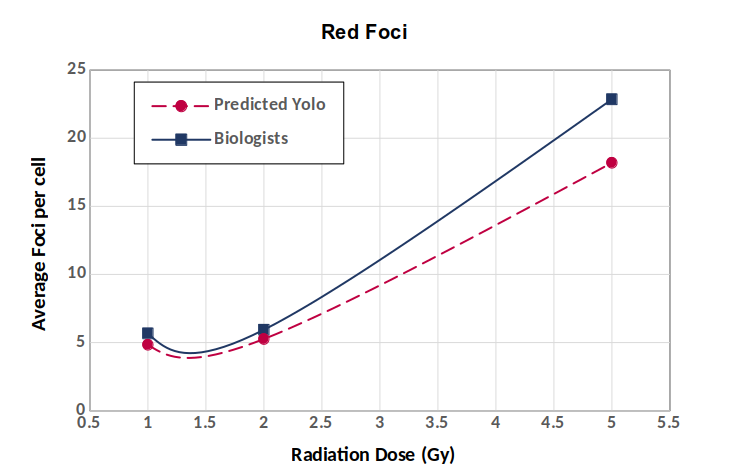 Red Foci
Predicted Yolo
Biologists
Average Foci per cell
25
20
15
10
5
0
0.5 1 1.5 2 2.5 3 3.5 4 4.5 5 5.5
Radiation Dose (Gy)